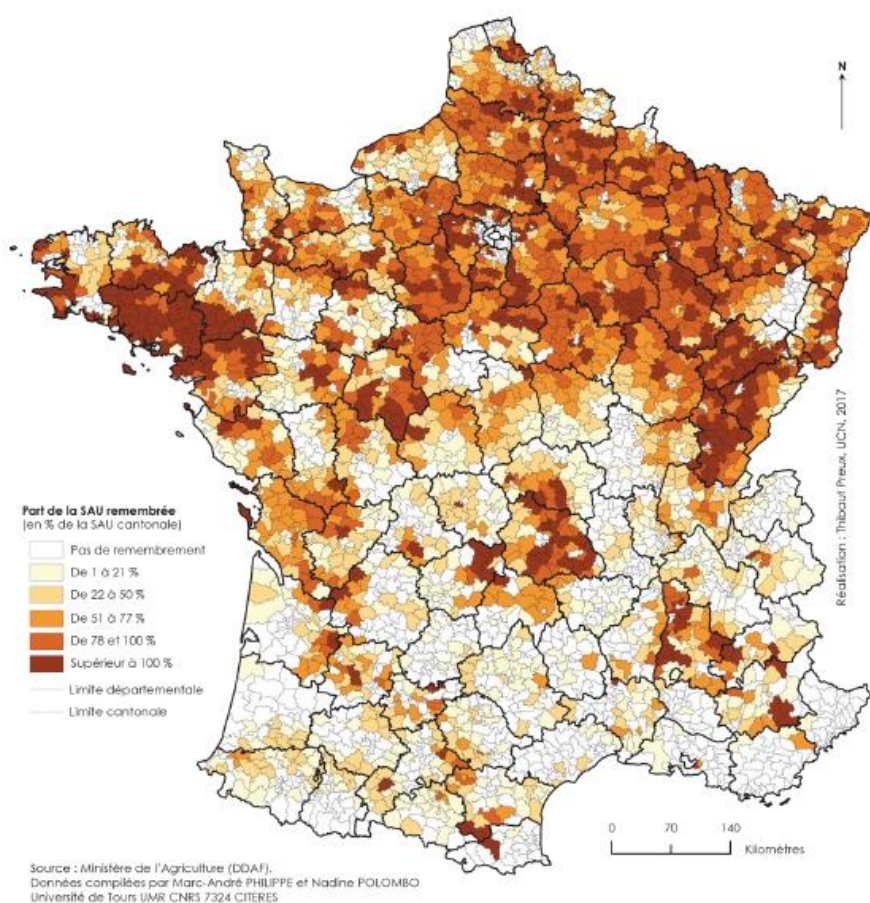 N
Réalisation : Thibaut Preux, UCN, 2017
Part de la SAU remembrée
(en % de la SAU cantonale)
Pas de remembrement
De 1 à 21 %
De 22 à 50 %
De 51 à 77 %
De 78 et 100 %
Supérieur à 100 %
Limite départementale
Limite cantonale
0 70 140
Kilomètres
Source : Ministère de l'Agriculture (DDAF).
Données compilées par Marc-André PHILIPPE et Nadine POLOMBO
Université de Tours UMR CNRS 7324 CITERES